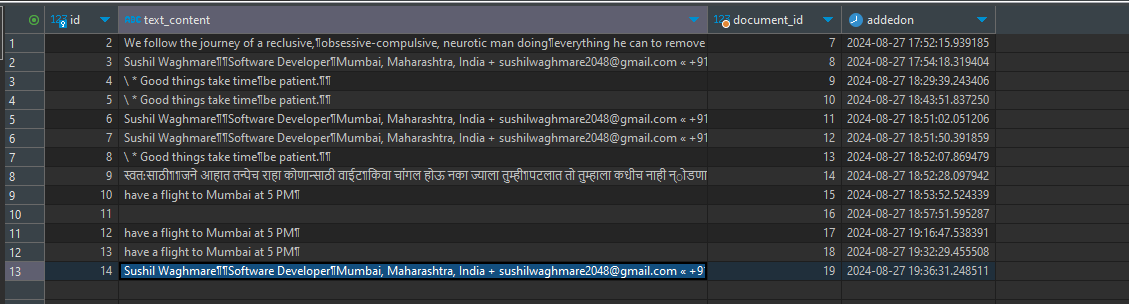 id text_content document_id addedon
1 2 We follow the journey of a reclusive,¶obsessive-compulsive, neurotic man doing¶everything he can to remove 7 2024-08-27 17:52:15.939185
2 3 Sushil Waghmare¶¶Software Developer¶Mumbai, Maharashtra, India + sushilwaghmare2048@gmail.com « +91 8 2024-08-27 17:54:18.319404
3 4 \ * Good things take time¶be patient.¶¶ 9 2024-08-27 18:29:39.243406
4 5 \ * Good things take time¶be patient.¶¶ 10 2024-08-27 18:43:51.837250
5 6 Sushil Waghmare¶¶Software Developer¶Mumbai, Maharashtra, India + sushilwaghmare2048@gmail.com « +91 11 2024-08-27 18:51:02.051206
6 7 Sushil Waghmare¶¶Software Developer¶Mumbai, Maharashtra, India + sushilwaghmare2048@gmail.com « +91 12 2024-08-27 18:51:50.391859
7 8 \ * Good things take time¶be patient.¶¶ 13 2024-08-27 18:52:07.869479
8 9 स्वत:साठी¶¶जने आहात तन्पेच राहा कोणान्साठी वाईट¶किंवा चांगल होऊ नका ज्याला तुम्ही¶पटलात तो तुम्हाला कधीच नाही न्ोडणा 14 2024-08-27 18:52:28.097942
9 10 have a flight to Mumbai at 5 PM¶ 15 2024-08-27 18:53:52.524339
10 11 16 2024-08-27 18:57:51.595287
11 12 have a flight to Mumbai at 5 PM¶ 17 2024-08-27 19:16:47.538391
12 13 have a flight to Mumbai at 5 PM¶ 18 2024-08-27 19:32:29.455508
13 14 Sushil Waghmare¶¶Software Developer¶Mumbai, Maharashtra, India + sushilwaghmare2048@gmail.com « +91 19 2024-08-27 19:36:31.248511